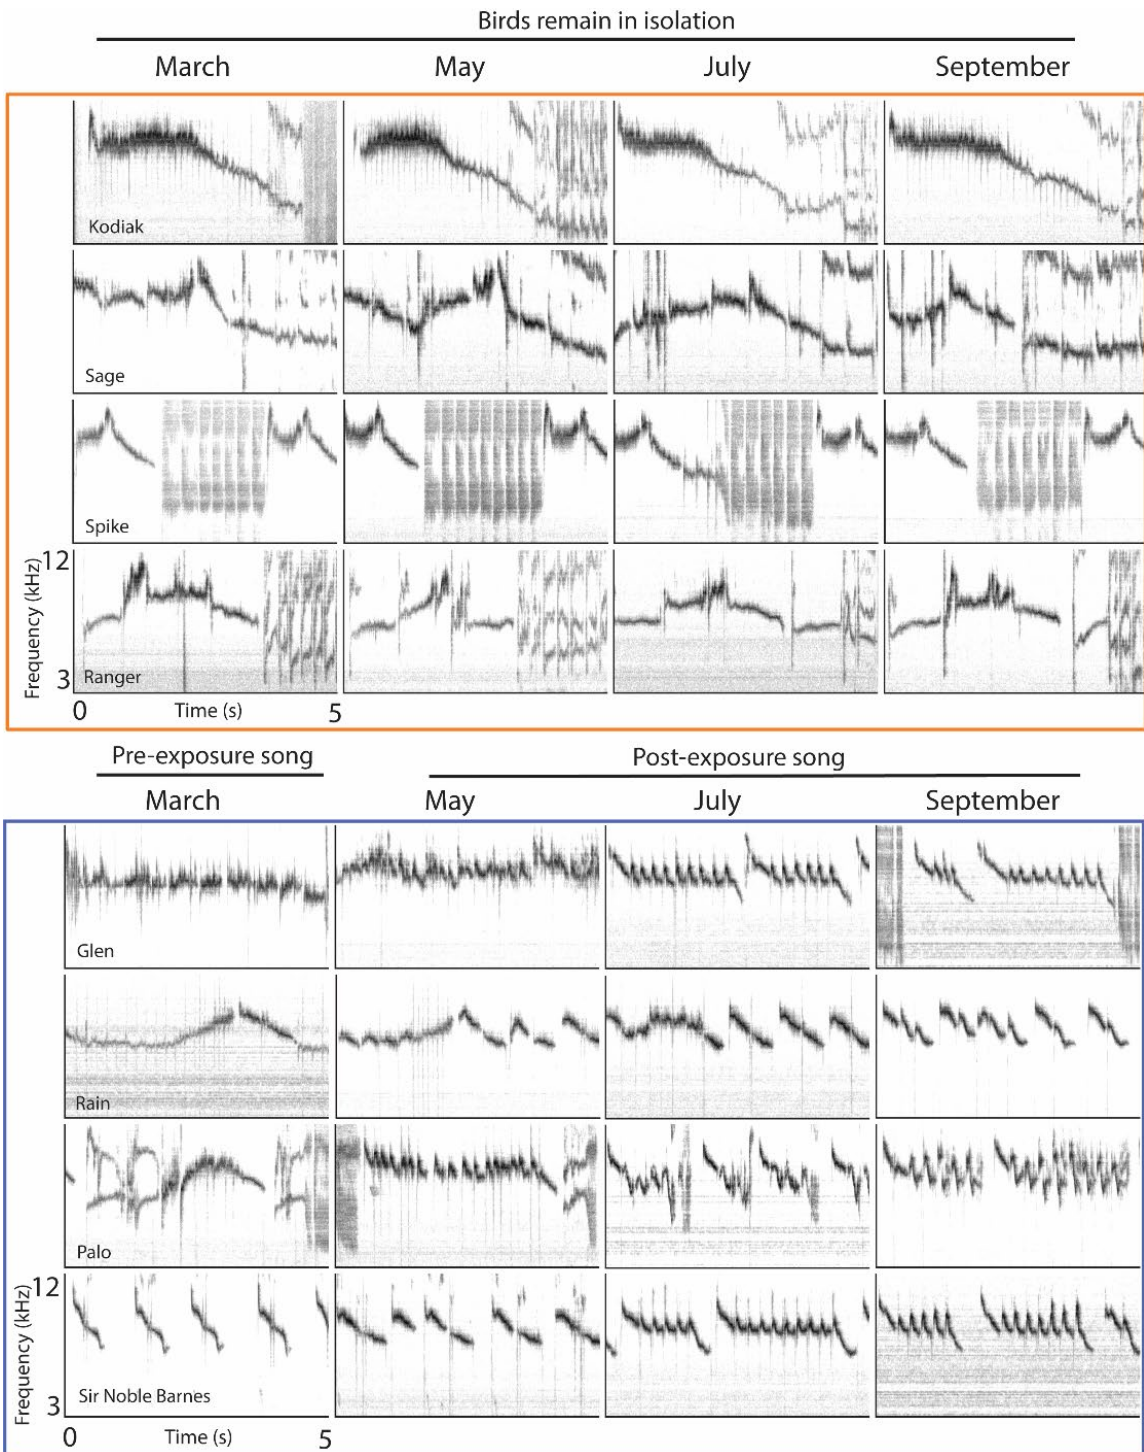 Birds remain in isolation
March May July September
Kodiak
Sage
Spike
Frequency (kHz)
12
3
Ranger
0 Time (s) 5
Pre-exposure song Post-exposure song
March May July September
Glen
Rain
Palo
Frequency (kHz)
12
3
Sir Noble Barnes
0 Time (s) 5